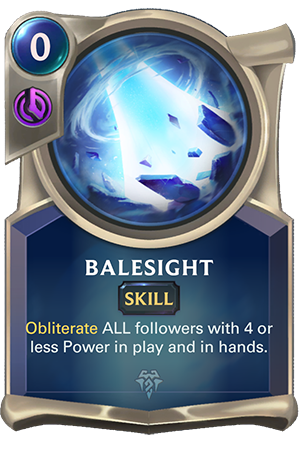 0
BALESIGHT
SKILL
Obliterate ALL followers with 4 or
less Power in play and in hands.